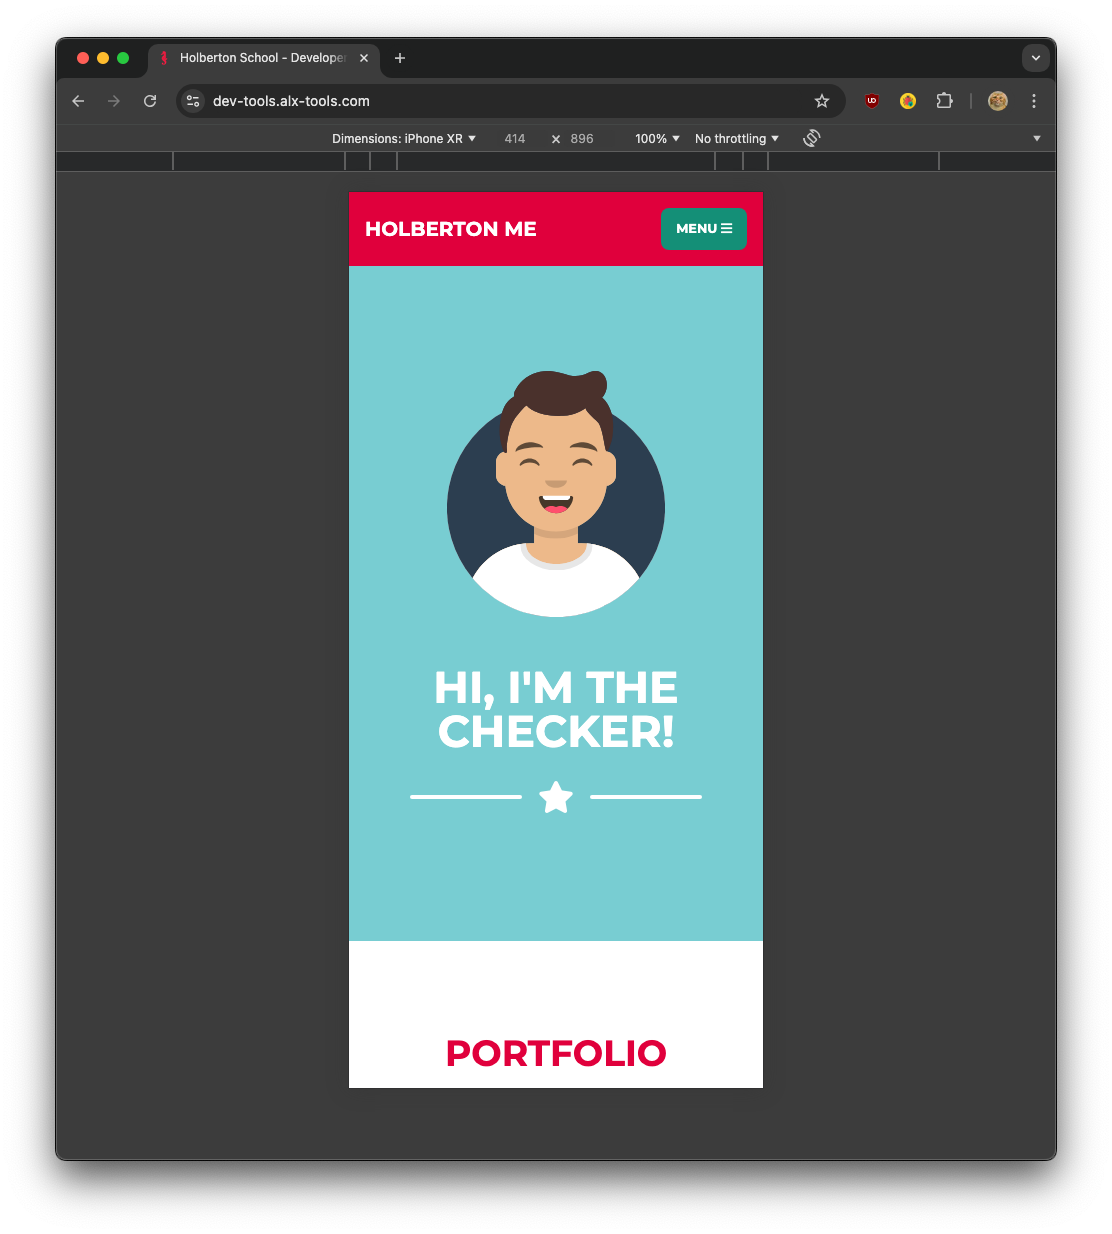 Holberton School - Developer
dev-tools.alx-tools.com
Dimensions: iPhone XR 414 × 896 100% No throttling
HOLBERTON ME
MENU
HI, I'M THE
CHECKER!
PORTFOLIO